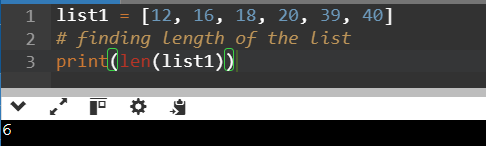 1 list1 = [12, 16, 18, 20, 39, 40]
2 # finding length of the list
3 print(len(list1))
6